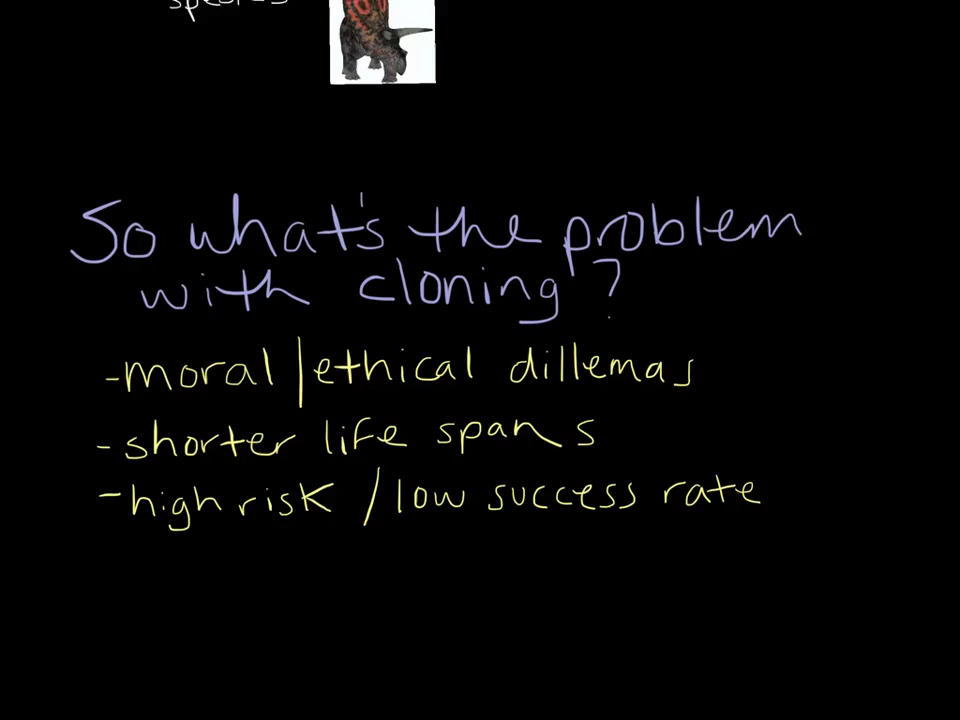 So what's the problem
with cloning?
-moral/ethical dillemas
-shorter life spans
-high risk / low success rate